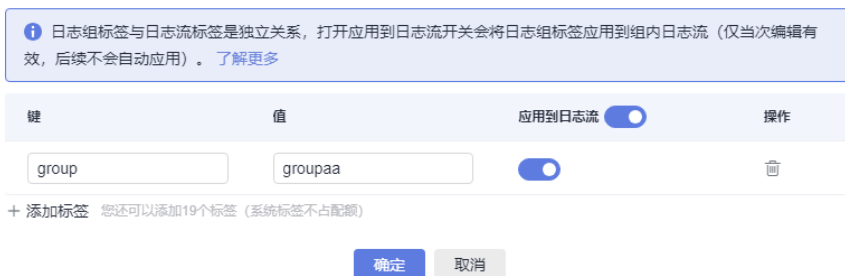 日志组标签与日志流标签是独立关系，打开应用到日志流开关会将日志组标签应用到组内日志流（仅当次编辑有
效，后续不会自动应用）。 了解更多
键 值 应用到日志流 操作
group groupaa
+ 添加标签 您还可以添加19个标签（系统标签不占配额）
确定 取消